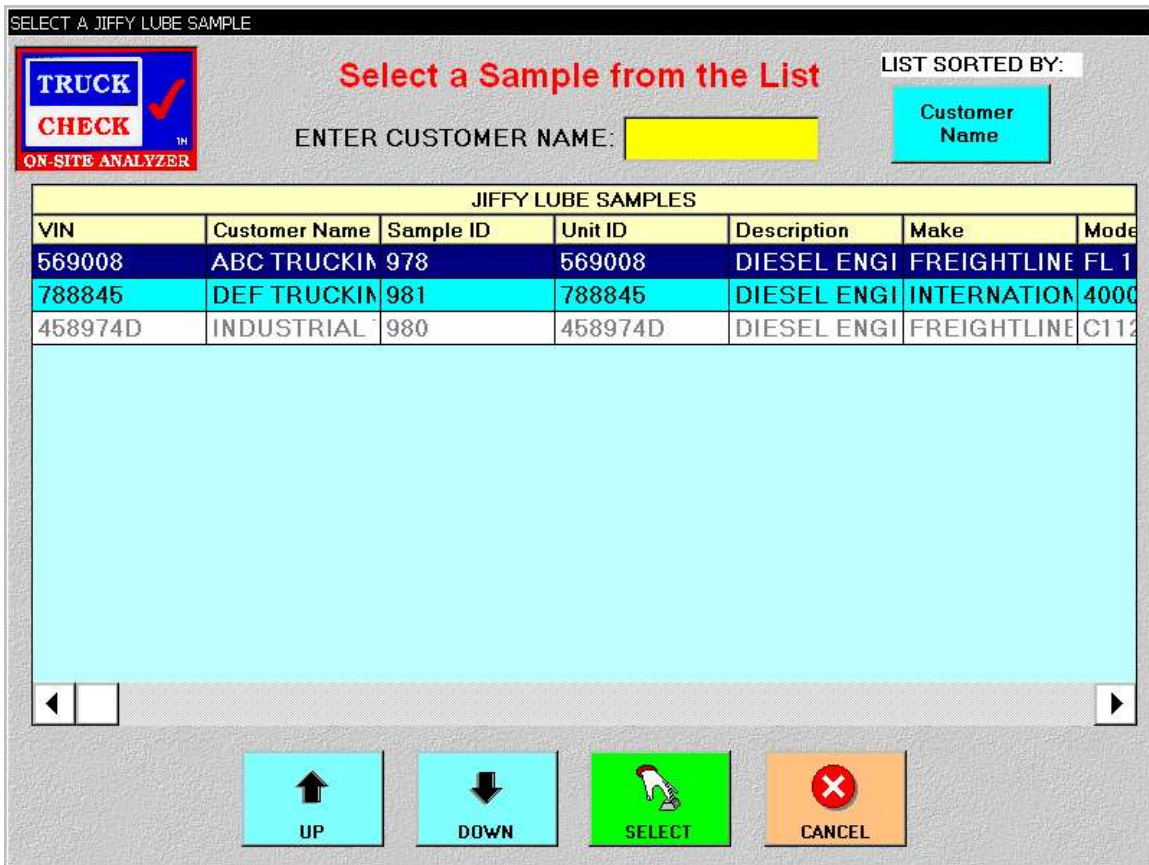 SELECT A JIFFY LUBE SAMPLE
TRUCK
CHECK
TM
ON-SITE ANALYZER
Select a Sample from the List
LIST SORTED BY:
Customer
Name
ENTER CUSTOMER NAME:
JIFFY LUBE SAMPLES
VIN Customer Name Sample ID Unit ID Description Make Mode
569008 ABC TRUCKIN 978 569008 DIESEL ENGI FREIGHTLINE FL 1
788845 DEF TRUCKIN 981 788845 DIESEL ENGI INTERNATION 4000
458974D INDUSTRIAL 980 458974D DIESEL ENGI FREIGHTLINE C112
UP DOWN SELECT CANCEL